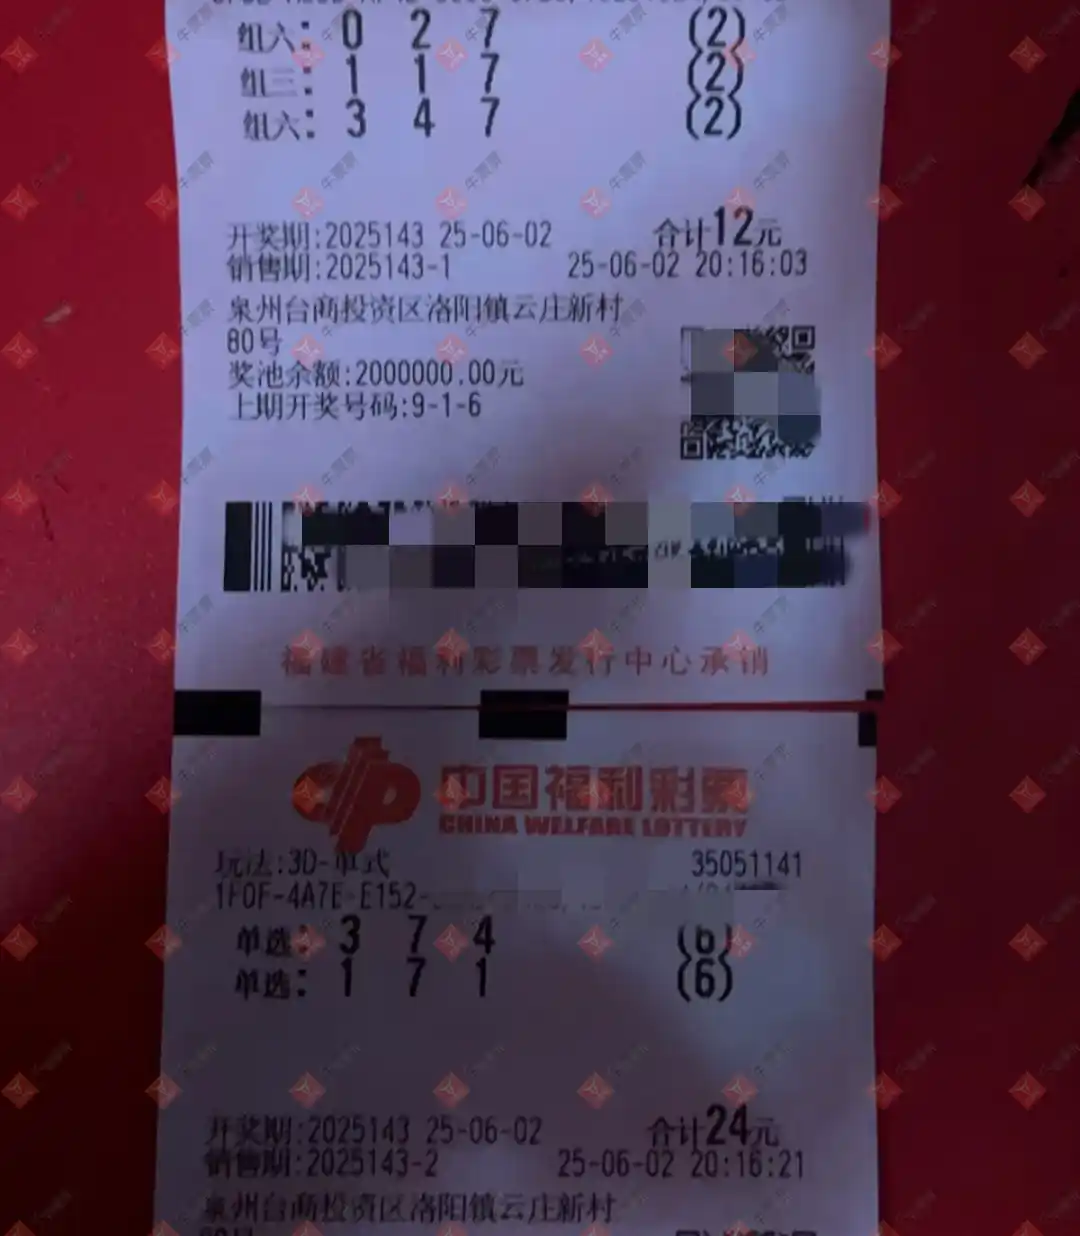 组六: 0 2 7 (2)
组三: 1 1 7 (2)
组六: 3 4 7 (2)
开奖期:2025143 25-06-02 合计12元
销售期:2025143-1 25-06-02 20:16:03
泉州台商投资区洛阳镇云庄新村
80号
奖池余额:2000000.00元
上期开奖号码:9-1-6
福建省福利彩票发行中心承销
中国福利彩票
CHINA WELFARE LOTTERY
玩法:3D-单式 35051141
1F0F-4A7E-E152-
单选: 3 7 4 (6)
单选: 1 7 1 (6)
开奖期:2025143 25-06-02 合计24元
销售期:2025143-2 25-06-02 20:16:21
泉州台商投资区洛阳镇云庄新村